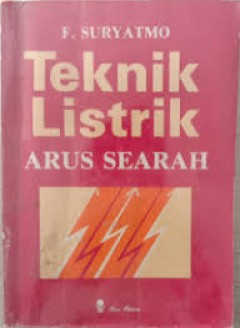 F. SURYATMO
Teknik
Listrik
ARUS SEARAH